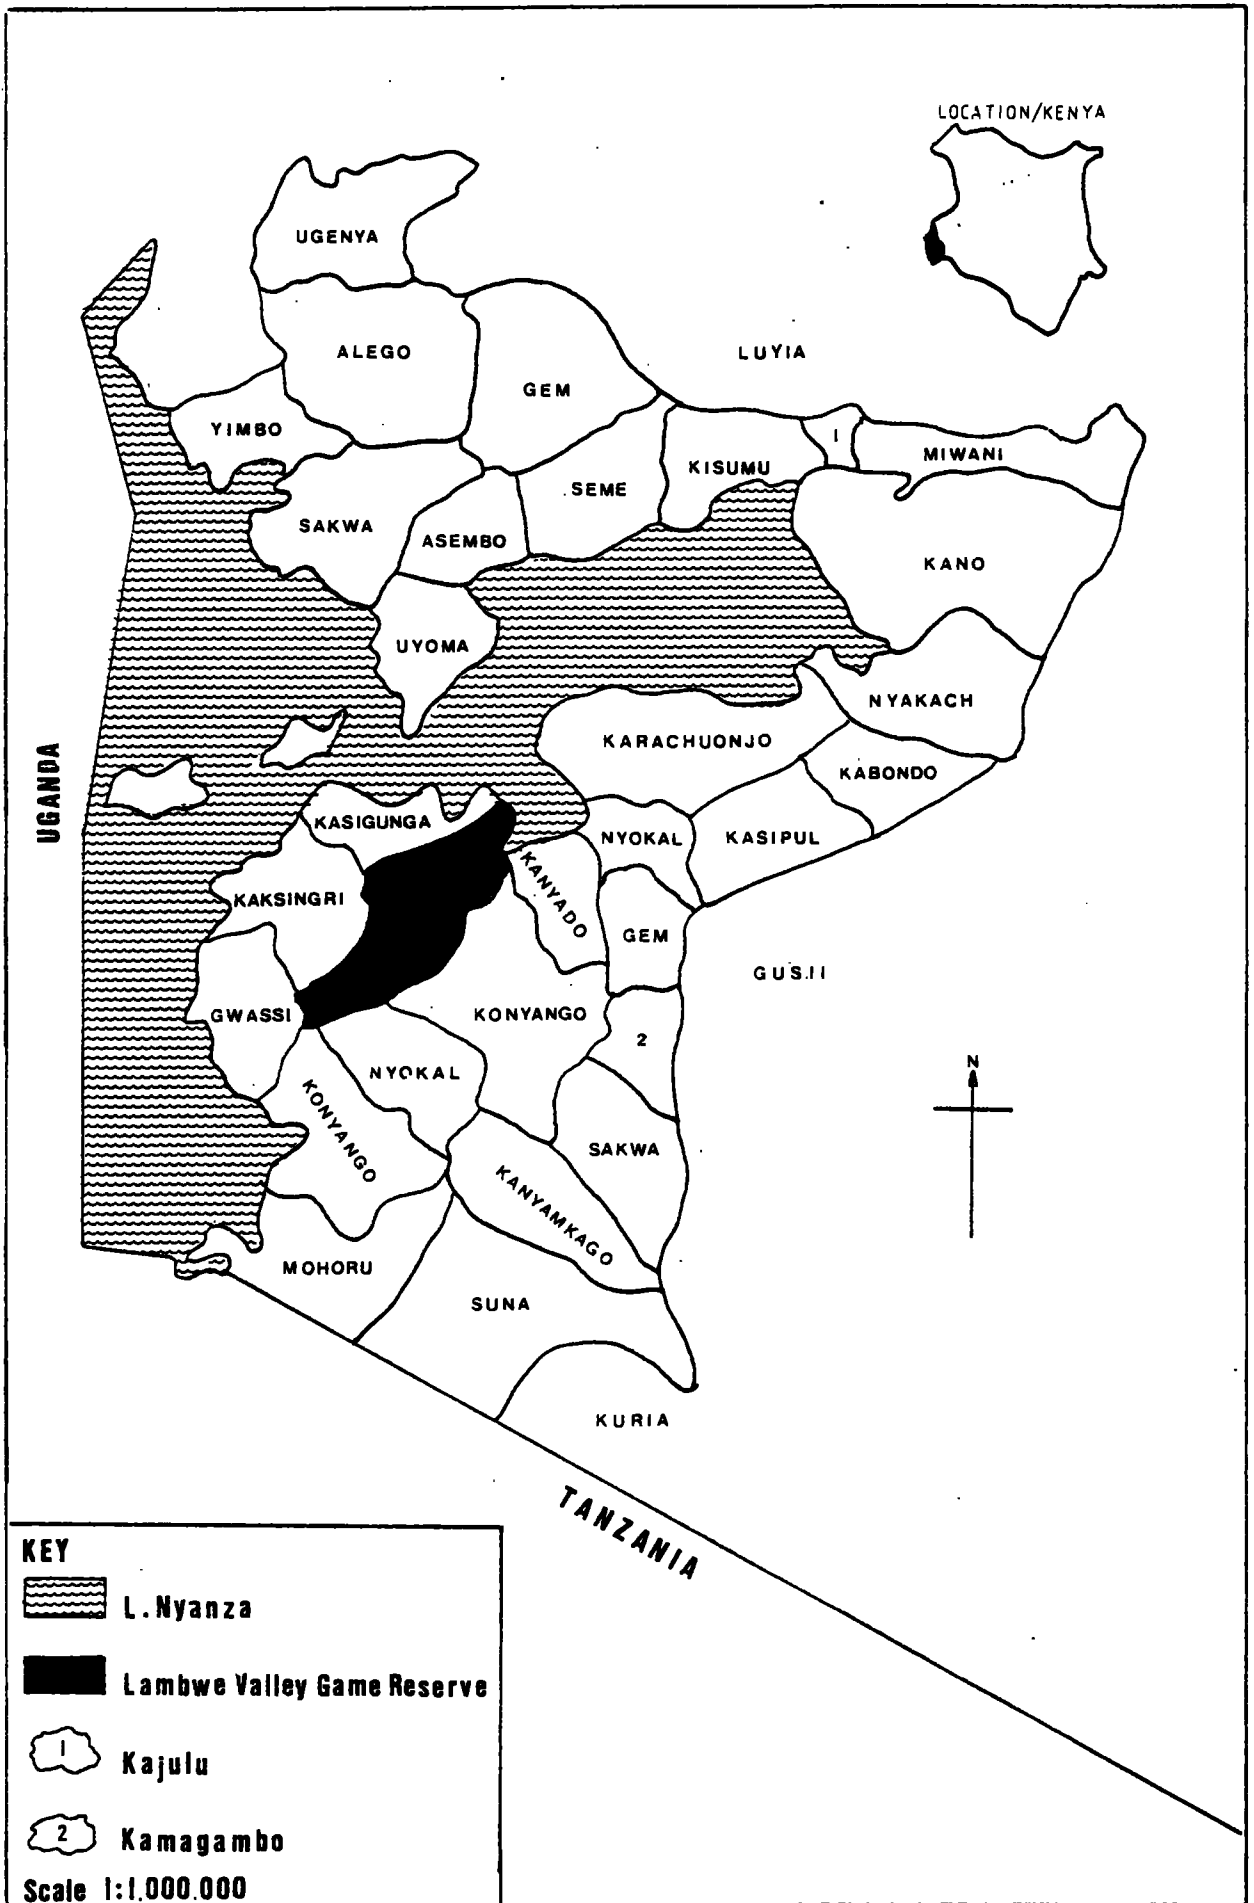 LOCATION/KENYA
UGENYA
ALEGO
LUYIA
GEM
YIMBO
1
MIWANI
KISUMU
SEME
SAKWA
ASEMBO
KANO
UYOMA
NYAKACH
KARACHUONJO
KABONDO
UGANDA
KASIGUNGA
NYOKAL
KASIPUL
KANYADO
KAKSINGRI
GEM
GUSII
GWASSI
KONYANGO
2
NYOKAL
N
KONYANGO
SAKWA
KANYAMKAGO
MOHORU
SUNA
KURIA
TANZANIA
KEY
L.Nyanza
Lambwe Valley Game Reserve
1 Kajulu
2 Kamagambo
Scale 1:1,000.000